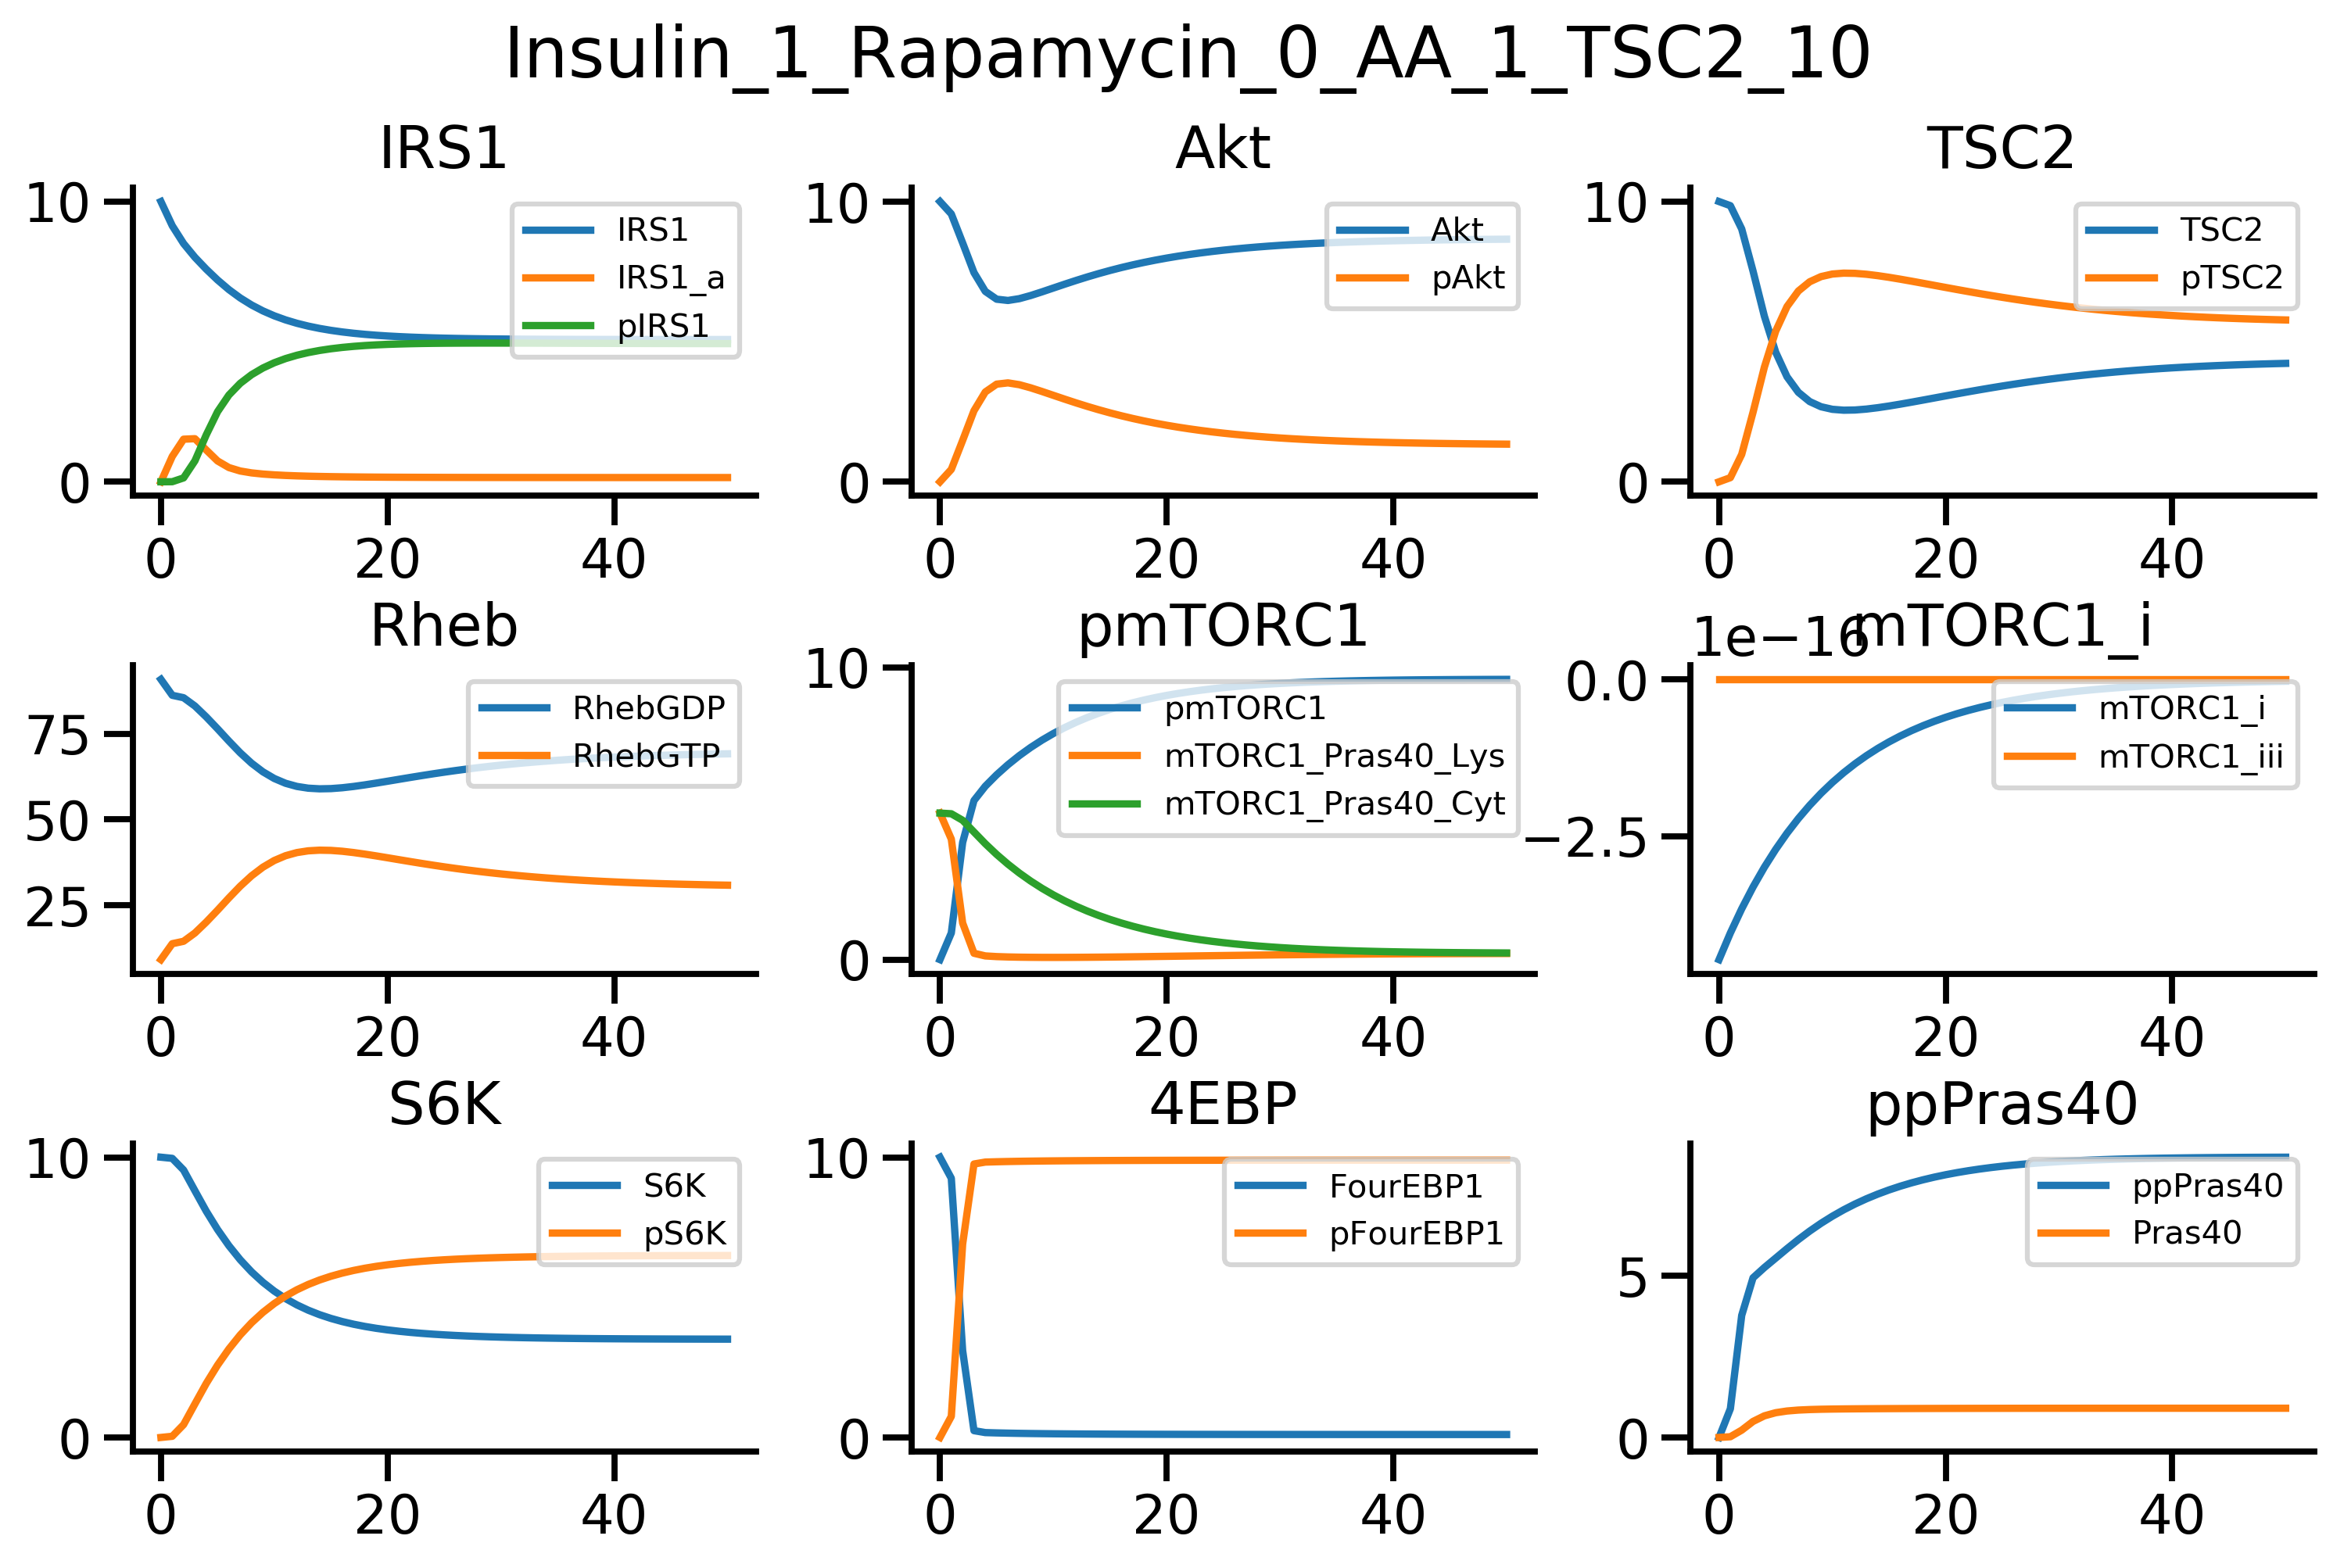 Insulin_1_Rapamycin_0_AA_1_TSC2_10
IRS1
10
0
0 20 40
IRS1
IRS1_a
pIRS1
Akt
10
0
0 20 40
Akt
pAkt
TSC2
10
0
0 20 40
TSC2
pTSC2
Rheb
75
50
25
0 20 40
RhebGDP
RhebGTP
pmTORC1
10
0
0 20 40
pmTORC1
mTORC1_Pras40_Lys
mTORC1_Pras40_Cyt
mTORC1_i
1e−16
0.0
−2.5
0 20 40
mTORC1_i
mTORC1_iii
S6K
10
0
0 20 40
S6K
pS6K
4EBP
10
0
0 20 40
FourEBP1
pFourEBP1
ppPras40
5
0
0 20 40
ppPras40
Pras40